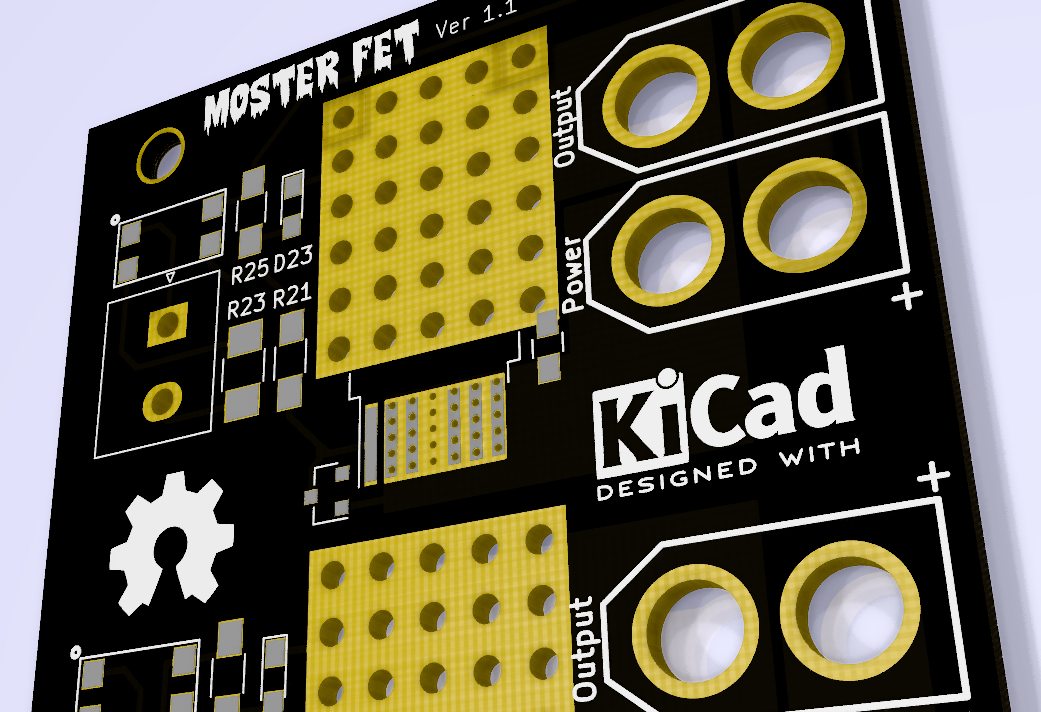 MOSTER FET Ver 1.1
Output
Power
R25 D23
R23 R21
+
KiCad
DESIGNED WITH
+
Output